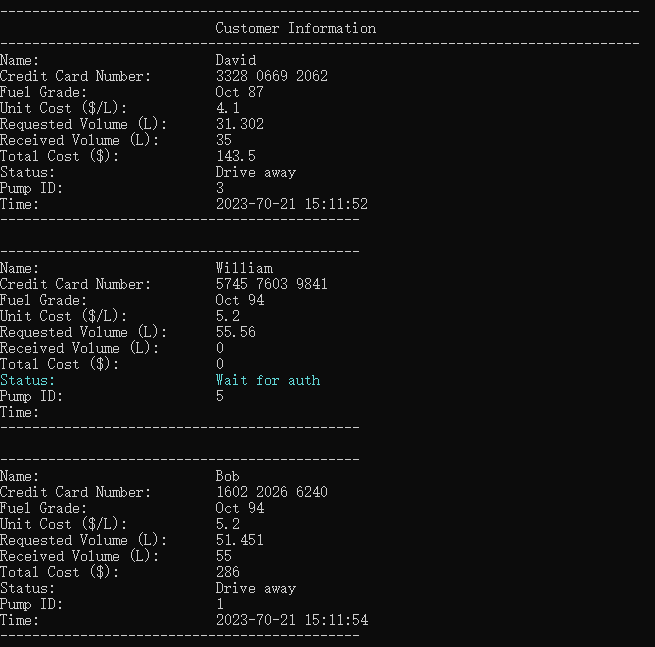 --------------------------------------------------------------------------------
Customer Information
--------------------------------------------------------------------------------
Name: David
Credit Card Number: 3328 0669 2062
Fuel Grade: Oct 87
Unit Cost ($/L): 4.1
Requested Volume (L): 31.302
Received Volume (L): 35
Total Cost ($): 143.5
Status: Drive away
Pump ID: 3
Time: 2023-70-21 15:11:52
---------------------------------------------
---------------------------------------------
Name: William
Credit Card Number: 5745 7603 9841
Fuel Grade: Oct 94
Unit Cost ($/L): 5.2
Requested Volume (L): 55.56
Received Volume (L): 0
Total Cost ($): 0
Status: Wait for auth
Pump ID: 5
Time:
---------------------------------------------
---------------------------------------------
Name: Bob
Credit Card Number: 1602 2026 6240
Fuel Grade: Oct 94
Unit Cost ($/L): 5.2
Requested Volume (L): 51.451
Received Volume (L): 55
Total Cost ($): 286
Status: Drive away
Pump ID: 1
Time: 2023-70-21 15:11:54
---------------------------------------------